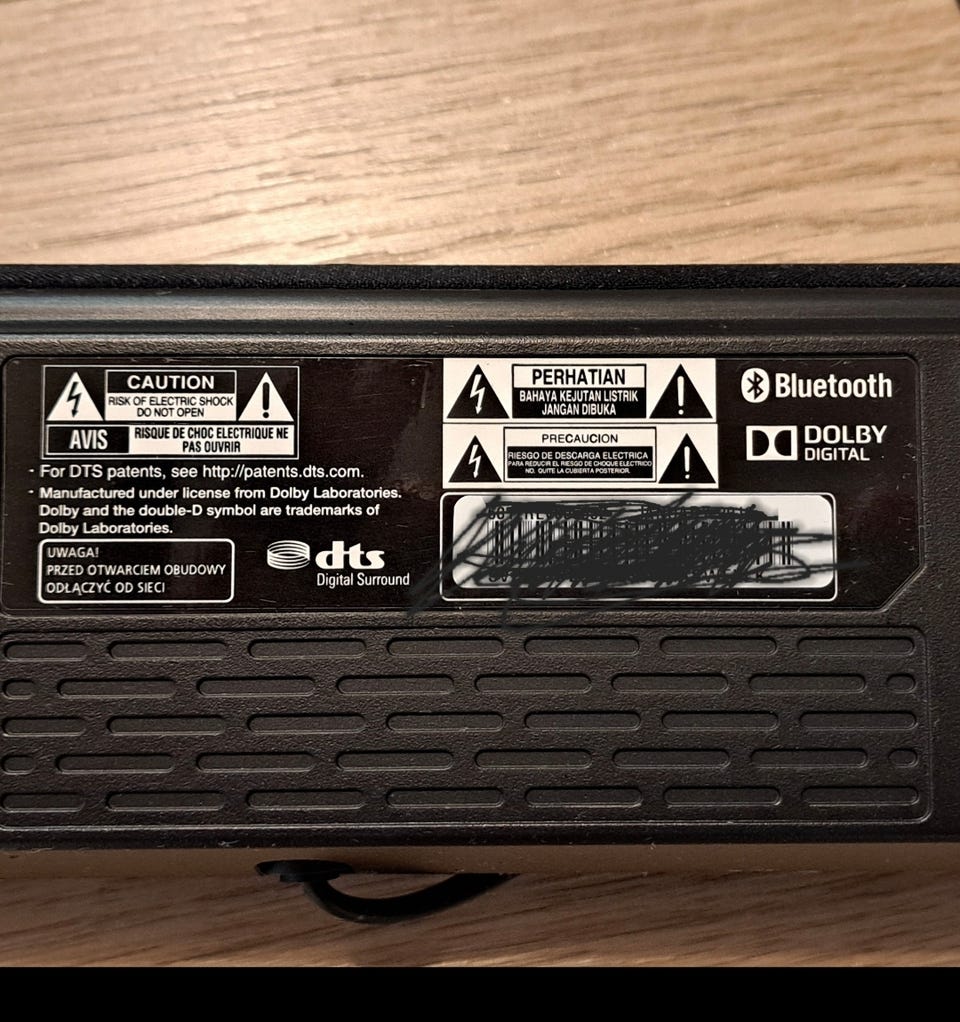 CAUTION
RISK OF ELECTRIC SHOCK
DO NOT OPEN
AVIS
RISQUE DE CHOC ELECTRIQUE NE
PAS OUVRIR
- For DTS patents, see http://patents.dts.com.
- Manufactured under license from Dolby Laboratories.
Dolby and the double-D symbol are trademarks of
Dolby Laboratories.
UWAGA!
PRZED OTWARCIEM OBUDOWY
ODŁĄCZYĆ OD SIECI
dts
Digital Surround
PERHATIAN
BAHAYA KEJUTAN LISTRIK
JANGAN DIBUKA
PRECAUCION
RIESGO DE DESCARGA ELECTRICA
PARA REDUCIR EL RIESGO DE CHOQUE ELECTRICO
NO. QUITE LA CUBIERTA POSTERIOR.
Bluetooth
DOLBY
DIGITAL